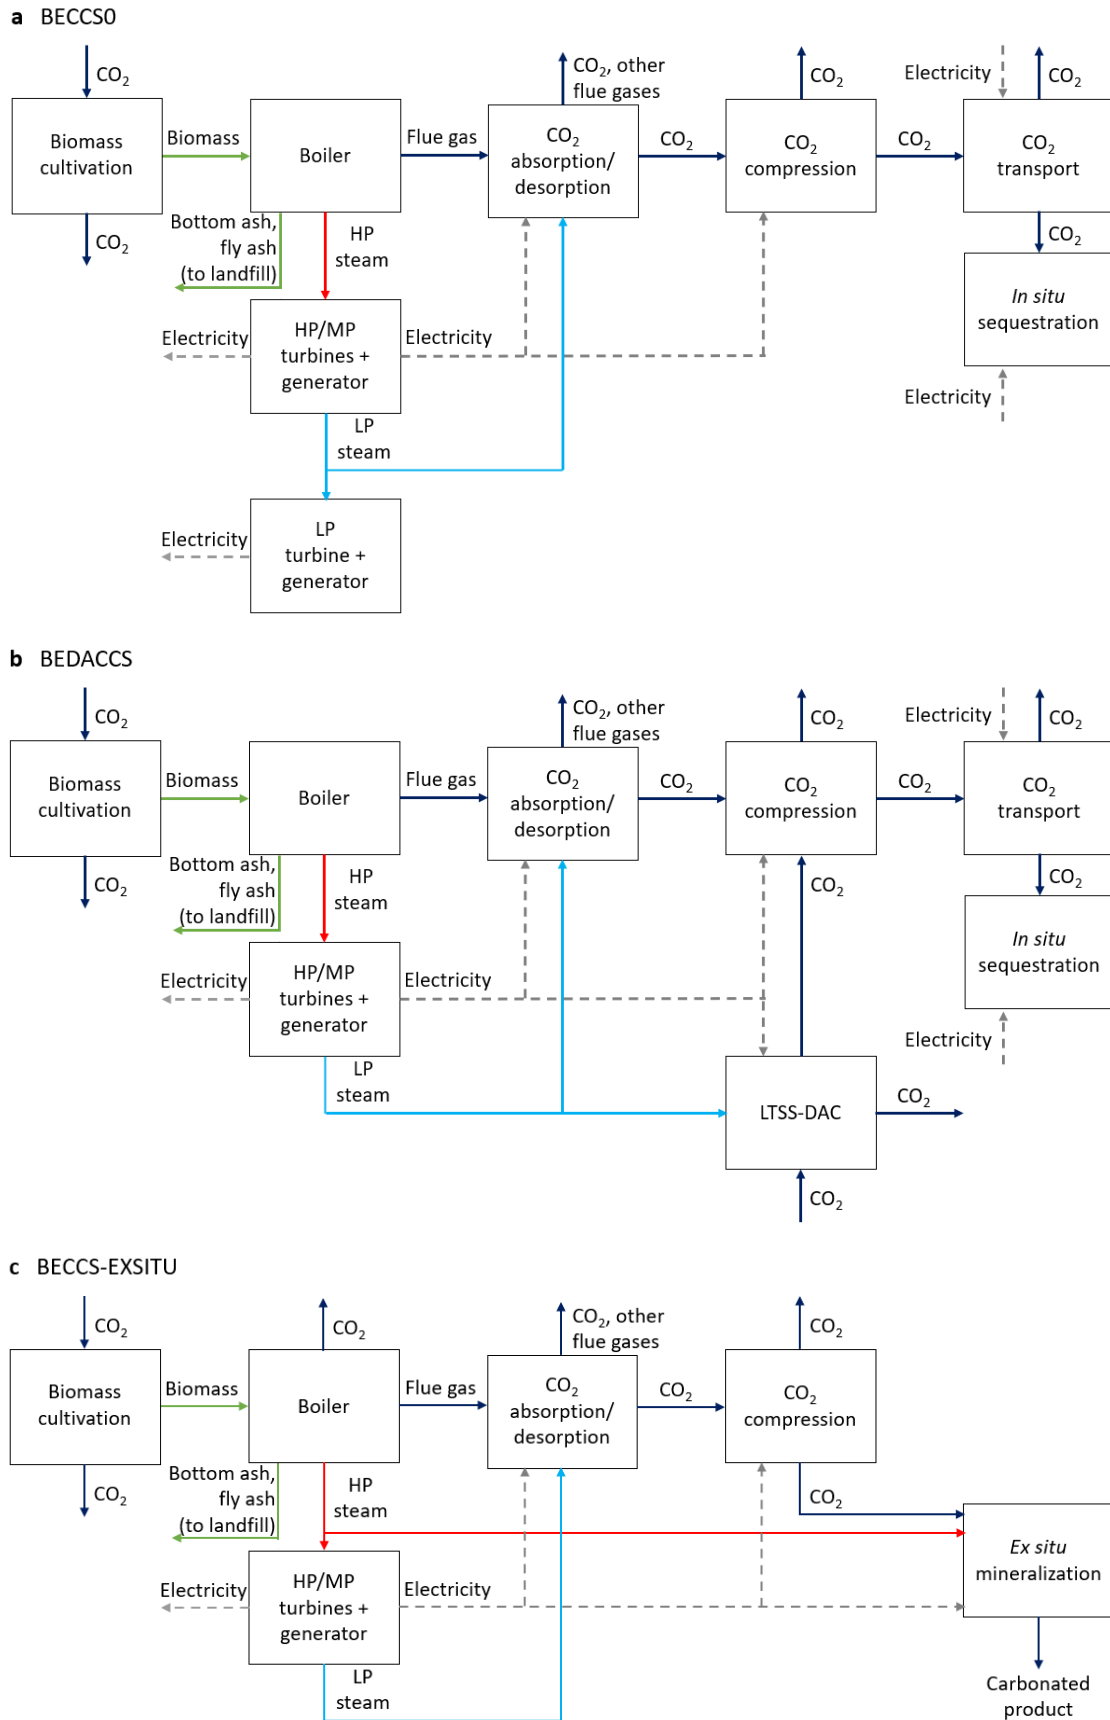 a BECCS0
CO2
CO2, other
flue gases
CO2
Electricity
CO2
Biomass
cultivation
Biomass
Boiler
Flue gas
CO2
absorption/
desorption
CO2
CO2
compression
CO2
CO2
transport
CO2
Bottom ash,
fly ash
(to landfill)
HP
steam
CO2
In situ
sequestration
Electricity
HP/MP
turbines +
generator
Electricity
Electricity
LP
steam
Electricity
LP
turbine +
generator
b BEDACCS
CO2
CO2, other
flue gases
CO2
Electricity
CO2
Biomass
cultivation
Biomass
Boiler
Flue gas
CO2
absorption/
desorption
CO2
CO2
compression
CO2
CO2
transport
CO2
Bottom ash,
fly ash
(to landfill)
HP
steam
CO2
CO2
In situ
sequestration
Electricity
HP/MP
turbines +
generator
Electricity
Electricity
LP
steam
LTSS-DAC
CO2
CO2
c BECCS-EXSITU
CO2
CO2
CO2, other
flue gases
CO2
Biomass
cultivation
Biomass
Boiler
Flue gas
CO2
absorption/
desorption
CO2
CO2
compression
CO2
Bottom ash,
fly ash
(to landfill)
HP
steam
CO2
Ex situ
mineralization
Electricity
HP/MP
turbines +
generator
Electricity
LP
steam
Carbonated
product